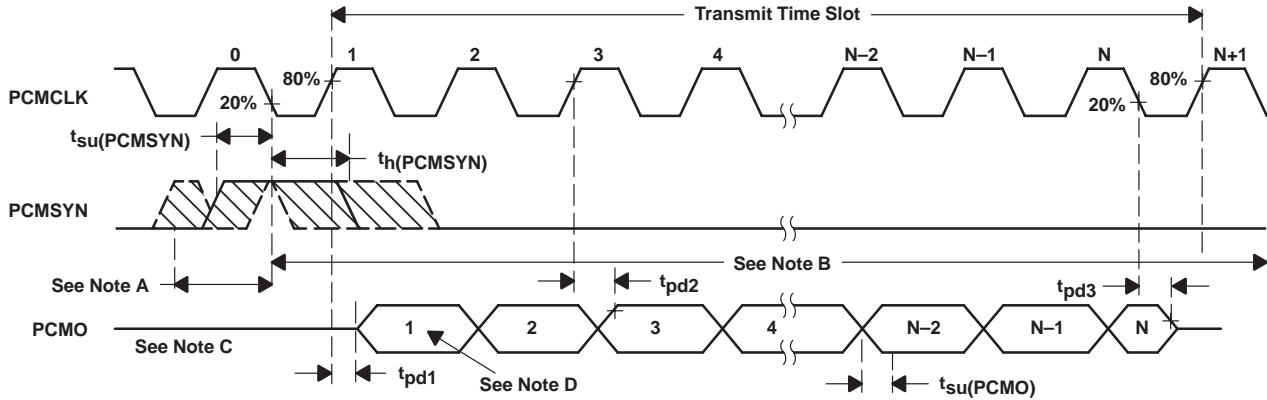 Transmit Time Slot
0 1 2 3 4 N–2 N–1 N N+1
PCMCLK
80%
20%
80%
20%
tsu(PCMSYN)
th(PCMSYN)
PCMSYN
See Note A
See Note B
tpd2
tpd3
PCMO
1 2 3 4 N–2 N–1 N
See Note C
tpd1
See Note D
tsu(PCMO)